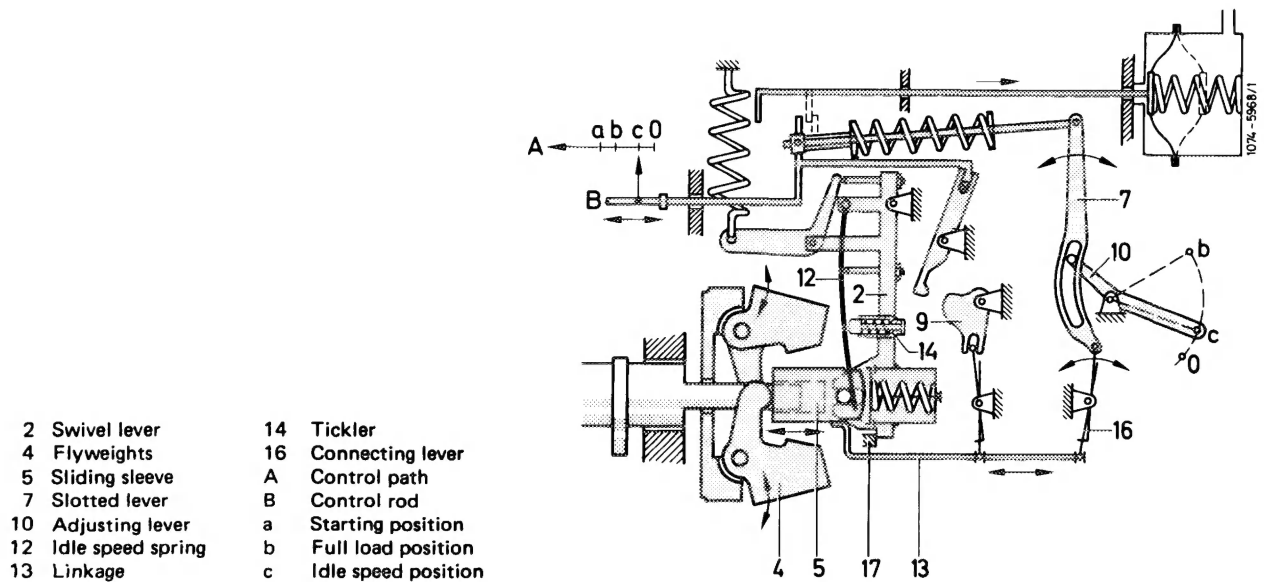 1074 - 5968/1
a b c 0
A
B
7
10
b
12
2
9
14
c
0
16
4 5 17 13
2 Swivel lever
4 Flyweights
5 Sliding sleeve
7 Slotted lever
10 Adjusting lever
12 Idle speed spring
13 Linkage
14 Tickler
16 Connecting lever
A Control path
B Control rod
a Starting position
b Full load position
c Idle speed position